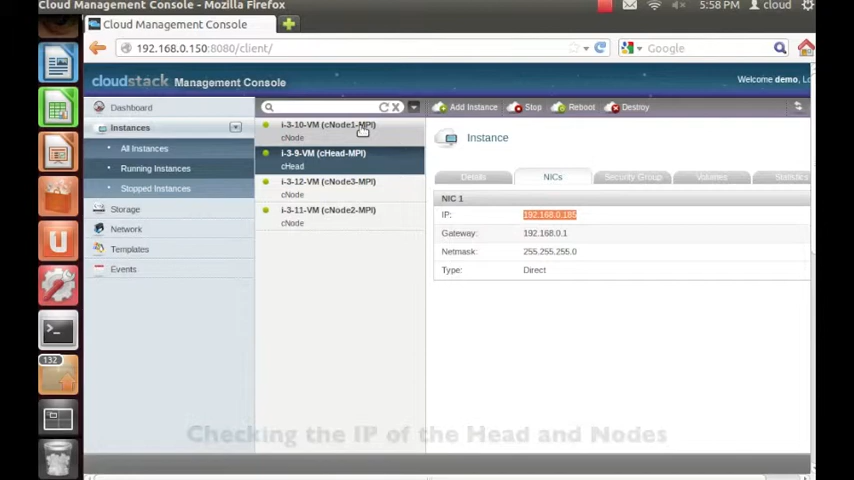 Cloud Management Console - Mozilla Firefox
5:58 PM
cloud
Cloud Management Console
192.168.0.150:8080/client/
Google
cloudstack Management Console
Welcome demo,
Dashboard
Instances
All Instances
Running Instances
Stopped Instances
Storage
Network
Templates
Events
132
i-3-10-VM (cNode1-MPI)
cNode
i-3-9-VM (cHead-MPI)
cHead
i-3-12-VM (cNode3-MPI)
cNode
i-3-11-VM (cNode2-MPI)
cNode
Add Instance
Stop
Reboot
Destroy
Instance
Details
NICs
Security Group
Volumes
Statistics
NIC 1
IP: 192.168.0.185
Gateway: 192.168.0.1
Netmask: 255.255.255.0
Type: Direct
Checking the IP of the Head and Nodes